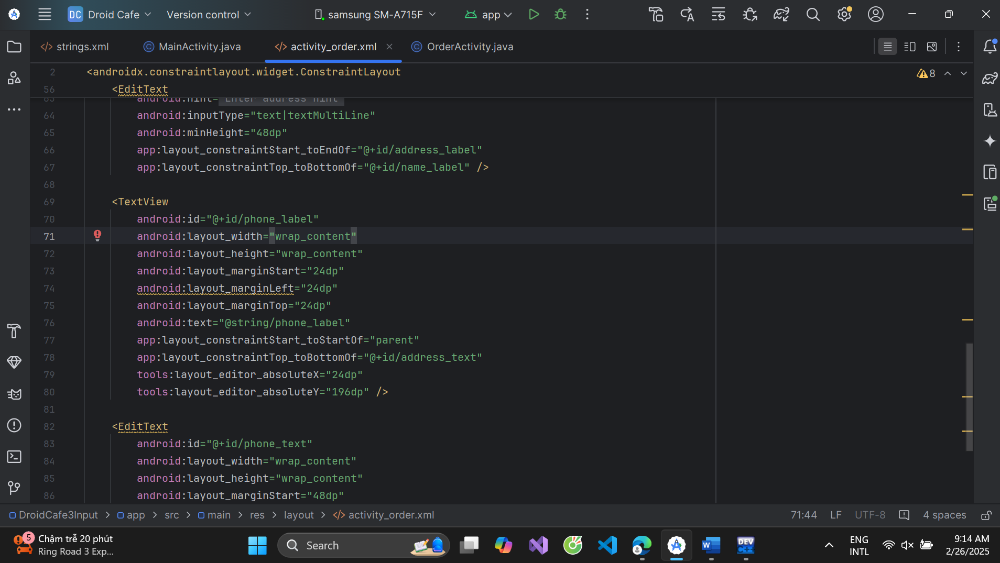 DC Droid Cafe Version control samsung SM-A715F app
strings.xml MainActivity.java activity_order.xml OrderActivity.java
2 <androidx.constraintlayout.widget.ConstraintLayout 8
56 <EditText
63 android:hint="Enter address hint"
64 android:inputType="text|textMultiLine"
65 android:minHeight="48dp"
66 app:layout_constraintStart_toEndOf="@+id/address_label"
67 app:layout_constraintTop_toBottomOf="@+id/name_label" />
68
69 <TextView
70 android:id="@+id/phone_label"
71 android:layout_width="wrap_content"
72 android:layout_height="wrap_content"
73 android:layout_marginStart="24dp"
74 android:layout_marginLeft="24dp"
75 android:layout_marginTop="24dp"
76 android:text="@string/phone_label"
77 app:layout_constraintStart_toStartOf="parent"
78 app:layout_constraintTop_toBottomOf="@+id/address_text"
79 tools:layout_editor_absoluteX="24dp"
80 tools:layout_editor_absoluteY="196dp" />
81
82 <EditText
83 android:id="@+id/phone_text"
84 android:layout_width="wrap_content"
85 android:layout_height="wrap_content"
86 android:layout_marginStart="48dp"
DroidCafe3Input > app > src > main > res > layout > activity_order.xml 71:44 LF UTF-8 4 spaces
5 Chậm trễ 20 phút
Ring Road 3 Exp...
Search
W
DEV
C++
ENG
INTL
9:14 AM
2/26/2025